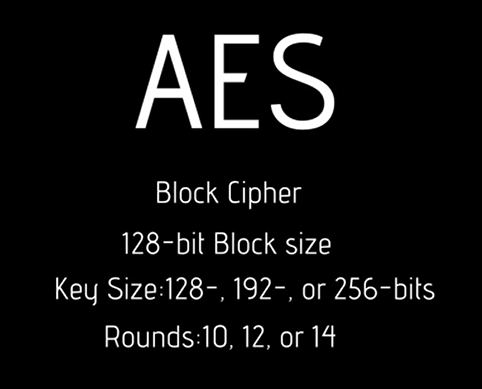 AES
Block Cipher
128-bit Block size
Key Size:128-, 192-, or 256-bits
Rounds:10, 12, or 14